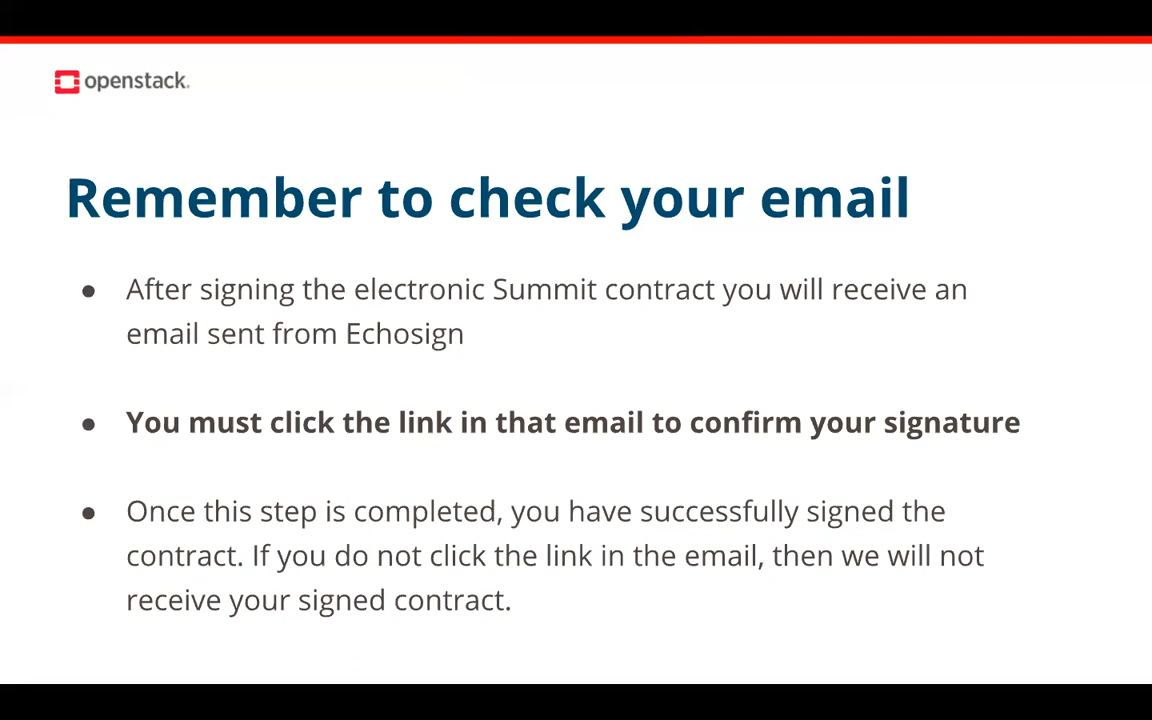 openstack.
Remember to check your email
● After signing the electronic Summit contract you will receive an
email sent from Echosign
● You must click the link in that email to confirm your signature
● Once this step is completed, you have successfully signed the
contract. If you do not click the link in the email, then we will not
receive your signed contract.